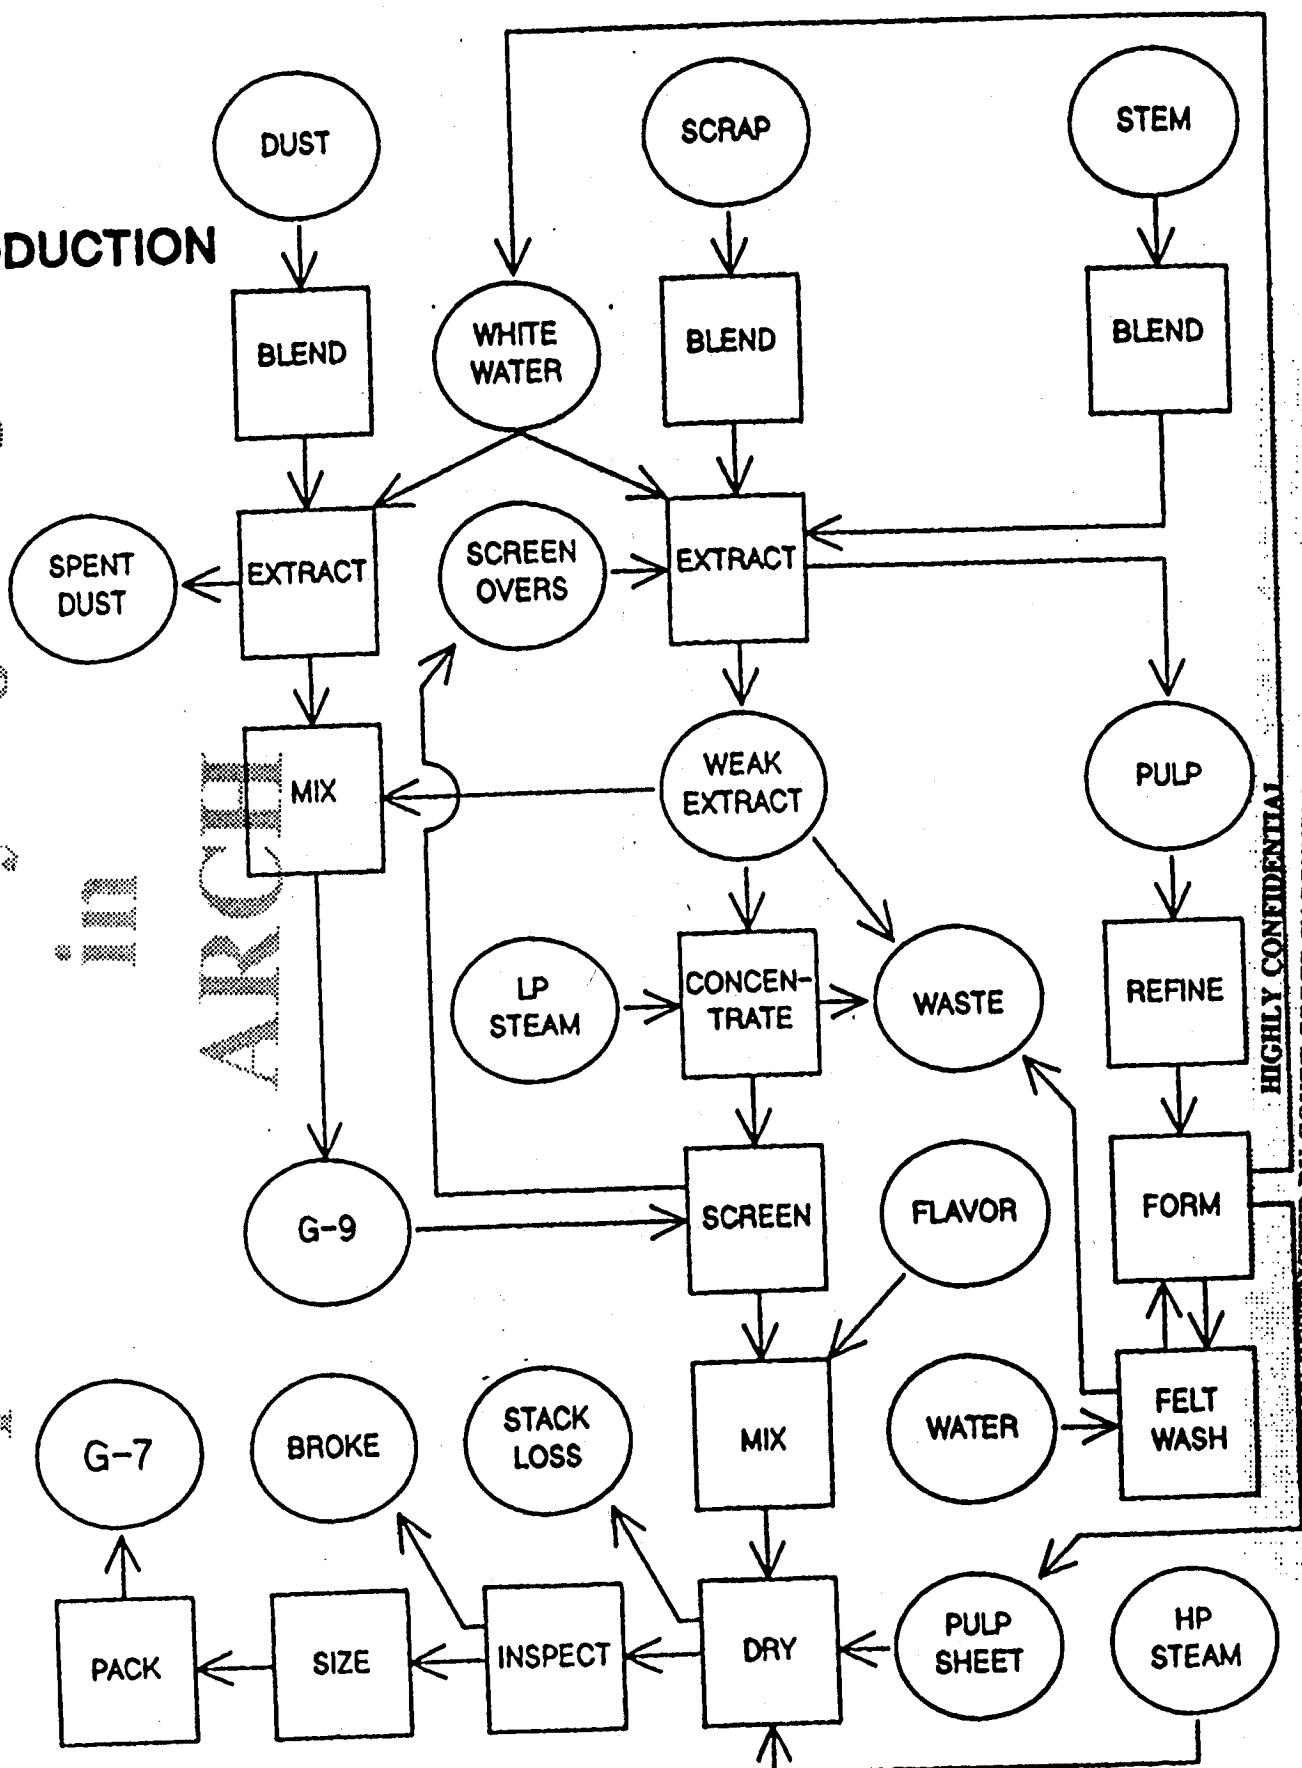 DUST
SCRAP
STEM
DUCTION
BLEND
WHITE
WATER
BLEND
BLEND
SPENT
DUST
EXTRACT
SCREEN
OVERS
EXTRACT
MIX
WEAK
EXTRACT
PULP
in
ARCH
LP
STEAM
CONCEN-
TRATE
WASTE
REFINE
HIGHLY CONFIDENTIAL
G-9
SCREEN
FLAVOR
FORM
G-7
BROKE
STACK
LOSS
MIX
WATER
FELT
WASH
PACK
SIZE
INSPECT
DRY
PULP
SHEET
HP
STEAM